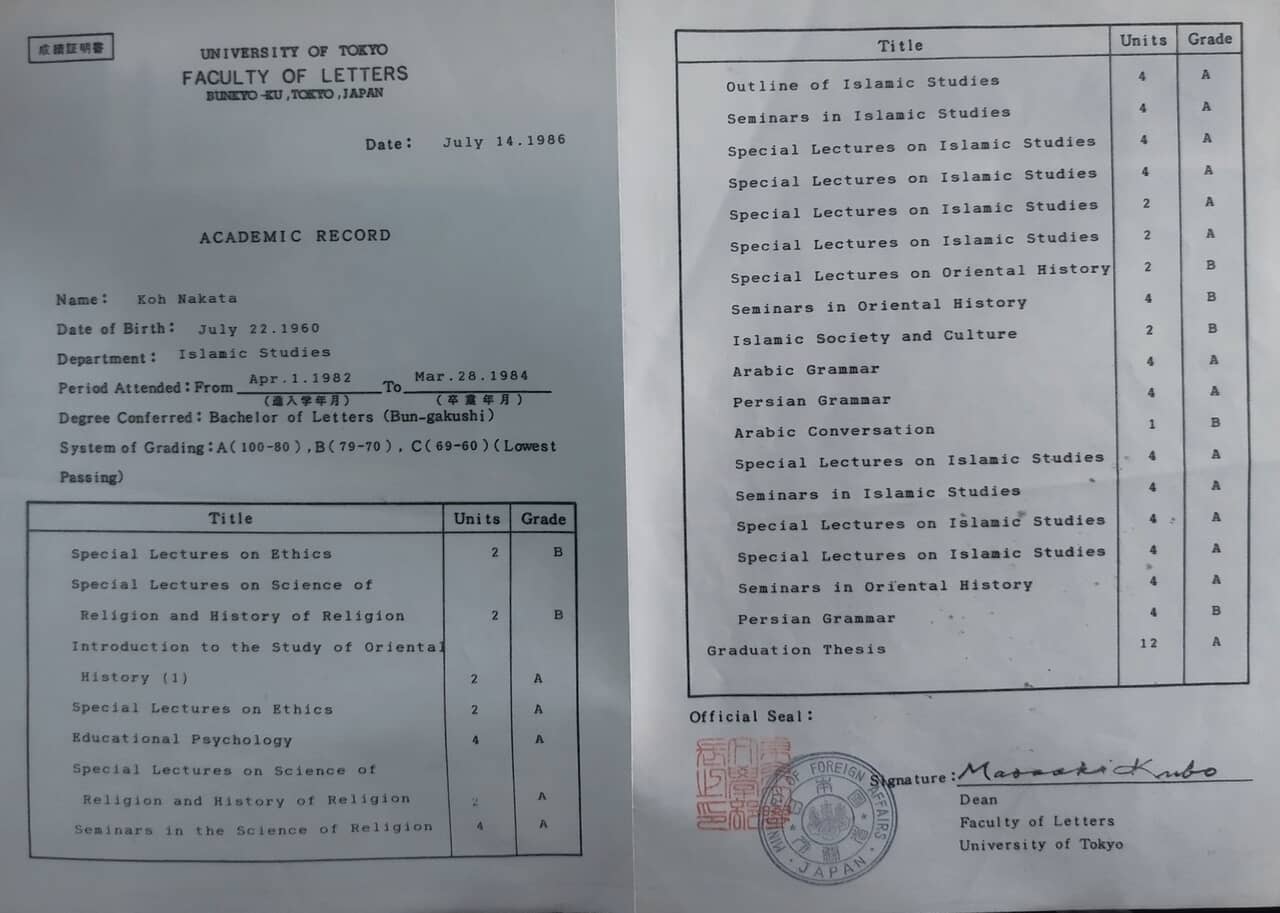 成績証明書
UNIVERSITY OF TOKYO
FACULTY OF LETTERS
BUNKYO-KU, TOKYO, JAPAN
Date: July 14.1986
ACADEMIC RECORD
Name: Koh Nakata
Date of Birth: July 22.1960
Department: Islamic Studies
Period Attended: From Apr.1.1982 To Mar.28.1984
(進入学年月) (卒業年月)
Degree Conferred: Bachelor of Letters (Bun-gakushi)
System of Grading: A(100-80), B(79-70), C(69-60)(Lowest
Passing)
Title Units Grade
Special Lectures on Ethics 2 B
Special Lectures on Science of
Religion and History of Religion 2 B
Introduction to the Study of Oriental
History (1) 2 A
Special Lectures on Ethics 2 A
Educational Psychology 4 A
Special Lectures on Science of
Religion and History of Religion 2 A
Seminars in the Science of Religion 4 A
Title Units Grade
Outline of Islamic Studies 4 A
Seminars in Islamic Studies 4 A
Special Lectures on Islamic Studies 4 A
Special Lectures on Islamic Studies 4 A
Special Lectures on Islamic Studies 2 A
Special Lectures on Islamic Studies 2 A
Special Lectures on Oriental History 2 B
Seminars in Oriental History 4 B
Islamic Society and Culture 2 B
Arabic Grammar 4 A
Persian Grammar 4 A
Arabic Conversation 1 B
Special Lectures on Islamic Studies 4 A
Seminars in Islamic Studies 4 A
Special Lectures on Islamic Studies 4 A
Special Lectures on Islamic Studies 4 A
Seminars in Oriental History 4 A
Persian Grammar 4 B
Graduation Thesis 12 A
Official Seal:
Signature: Masaaki Kubo
Dean
Faculty of Letters
University of Tokyo
MINISTRY OF FOREIGN AFFAIRS
JAPAN